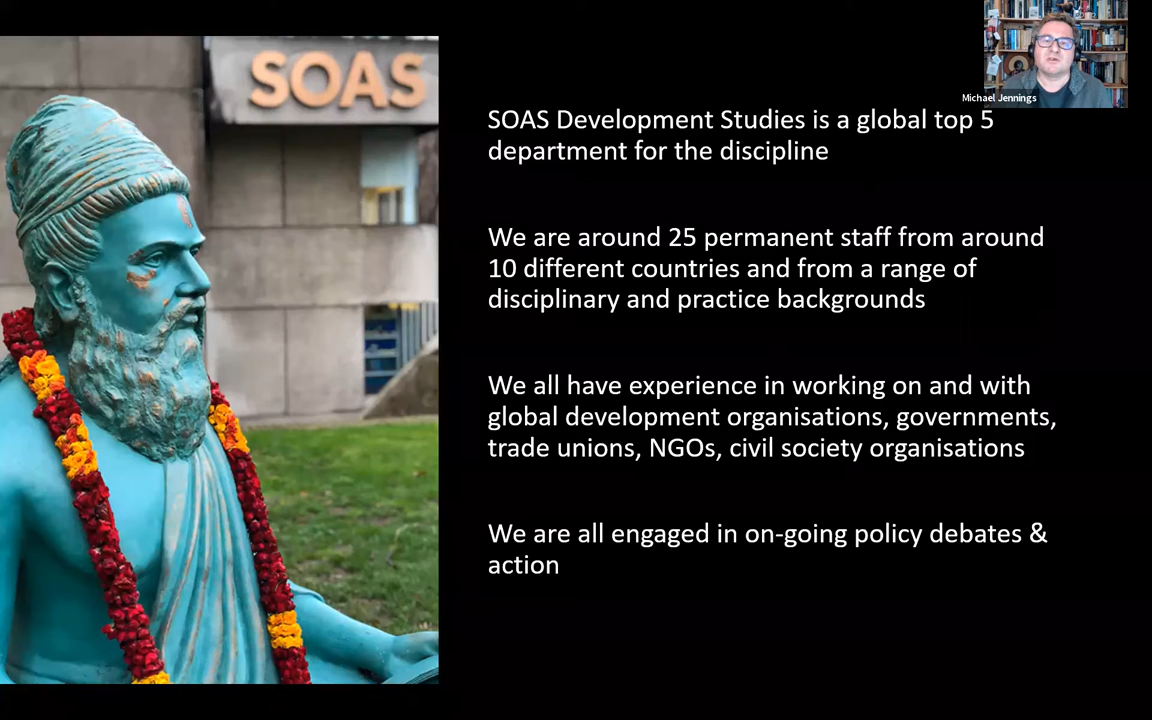 SOAS
Michael Jennings
SOAS Development Studies is a global top 5
department for the discipline
We are around 25 permanent staff from around
10 different countries and from a range of
disciplinary and practice backgrounds
We all have experience in working on and with
global development organisations, governments,
trade unions, NGOs, civil society organisations
We are all engaged in on-going policy debates &
action